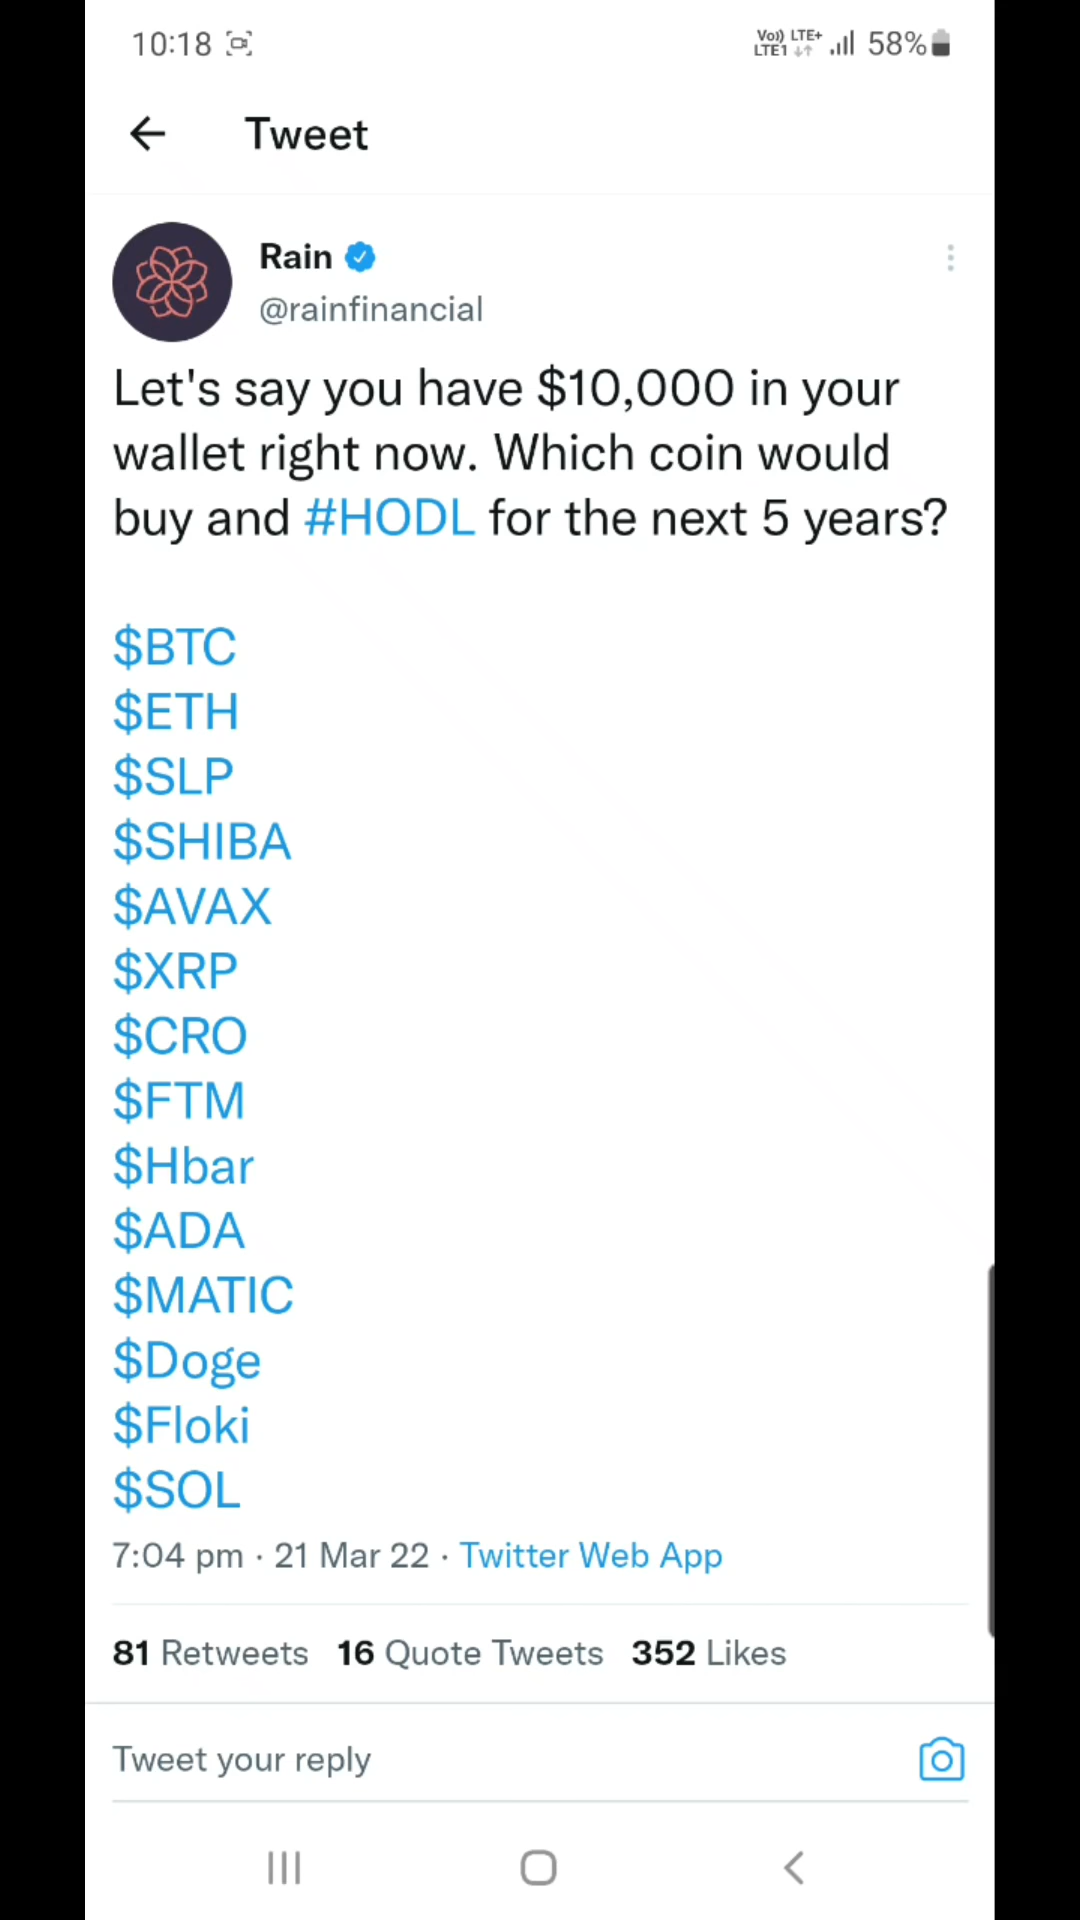 10:18
Vo)) LTE+
LTE1
58%
Tweet
Rain
@rainfinancial
Let's say you have $10,000 in your
wallet right now. Which coin would
buy and #HODL for the next 5 years?
$BTC
$ETH
$SLP
$SHIBA
$AVAX
$XRP
$CRO
$FTM
$Hbar
$ADA
$MATIC
$Doge
$Floki
$SOL
7:04 pm · 21 Mar 22 · Twitter Web App
81 Retweets 16 Quote Tweets 352 Likes
Tweet your reply